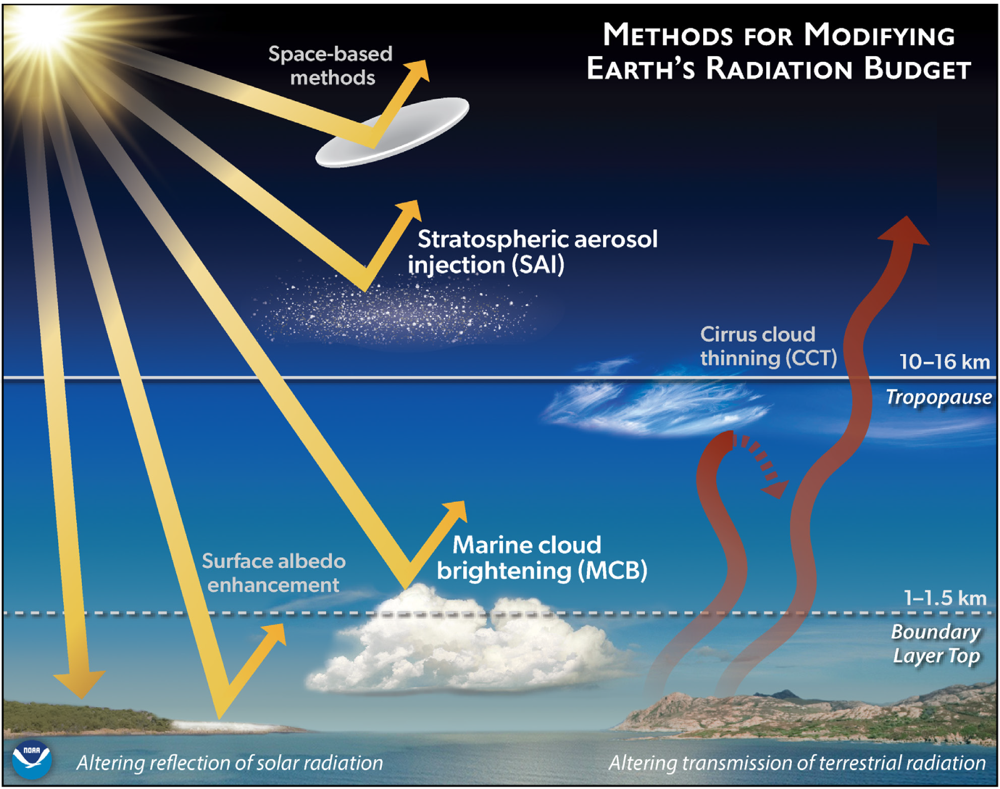 METHODS FOR MODIFYING
EARTH'S RADIATION BUDGET
Space-based
methods
Stratospheric aerosol
injection (SAI)
Cirrus cloud
thinning (CCT)
10–16 km
Tropopause
Marine cloud
brightening (MCB)
Surface albedo
enhancement
1–1.5 km
Boundary
Layer Top
NOAA
Altering reflection of solar radiation
Altering transmission of terrestrial radiation